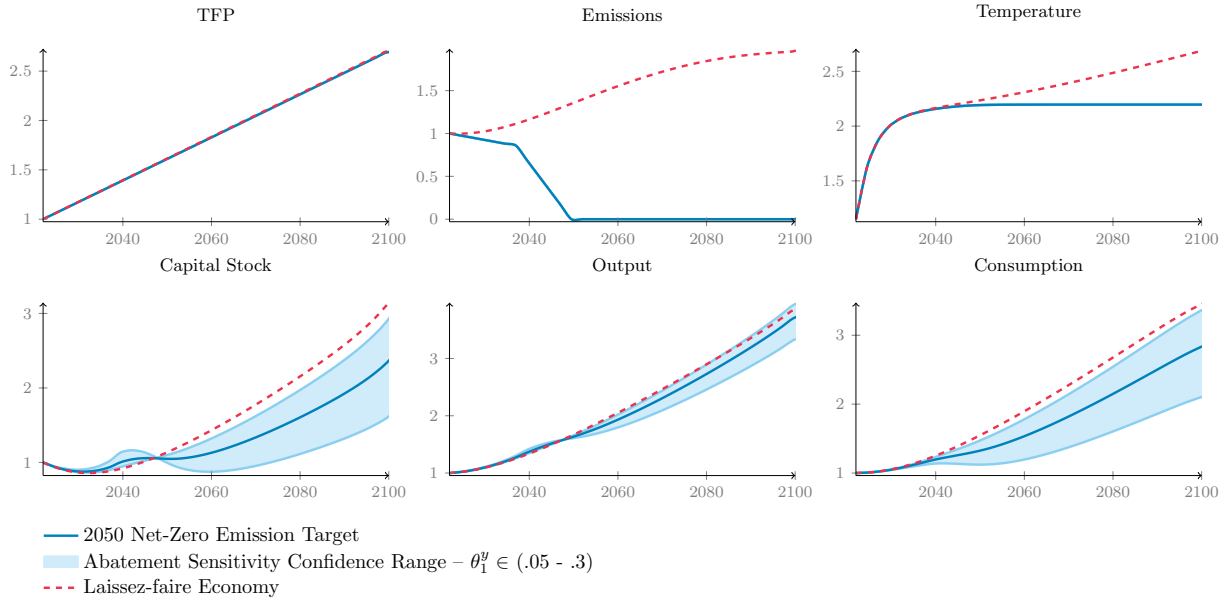 TFP
Emissions
Temperature
2.5
2
1.5
1
2040 2060 2080 2100
1.5
1
0.5
0
2040 2060 2080 2100
2.5
2
1.5
2040 2060 2080 2100
Capital Stock
Output
Consumption
3
2
1
2040 2060 2080 2100
3
2
1
2040 2060 2080 2100
3
2
1
2040 2060 2080 2100
2050 Net-Zero Emission Target
Abatement Sensitivity Confidence Range – θ₁ʸ ∈ (.05 - .3)
Laissez-faire Economy